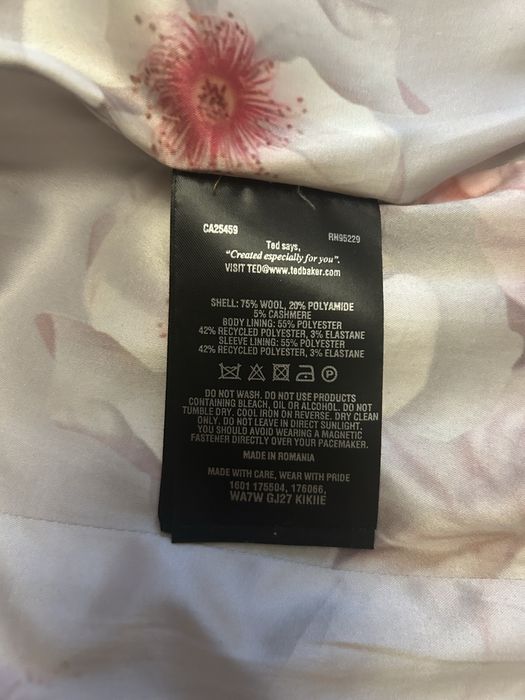 CA25459 RN95229
Ted says,
"Created especially for you".
VISIT TED@www.tedbaker.com
SHELL: 75% WOOL, 20% POLYAMIDE
5% CASHMERE
BODY LINING: 55% POLYESTER
42% RECYCLED POLYESTER, 3% ELASTANE
SLEEVE LINING: 55% POLYESTER
42% RECYCLED POLYESTER, 3% ELASTANE
DO NOT WASH. DO NOT USE PRODUCTS
CONTAINING BLEACH, OIL OR ALCOHOL. DO NOT
TUMBLE DRY. COOL IRON ON REVERSE. DRY CLEAN
ONLY. DO NOT LEAVE IN DIRECT SUNLIGHT.
YOU SHOULD AVOID WEARING A MAGNETIC
FASTENER DIRECTLY OVER YOUR PACEMAKER.
MADE IN ROMANIA
MADE WITH CARE, WEAR WITH PRIDE
1601 175504, 176066,
WA7W GJ27 KIKIIE